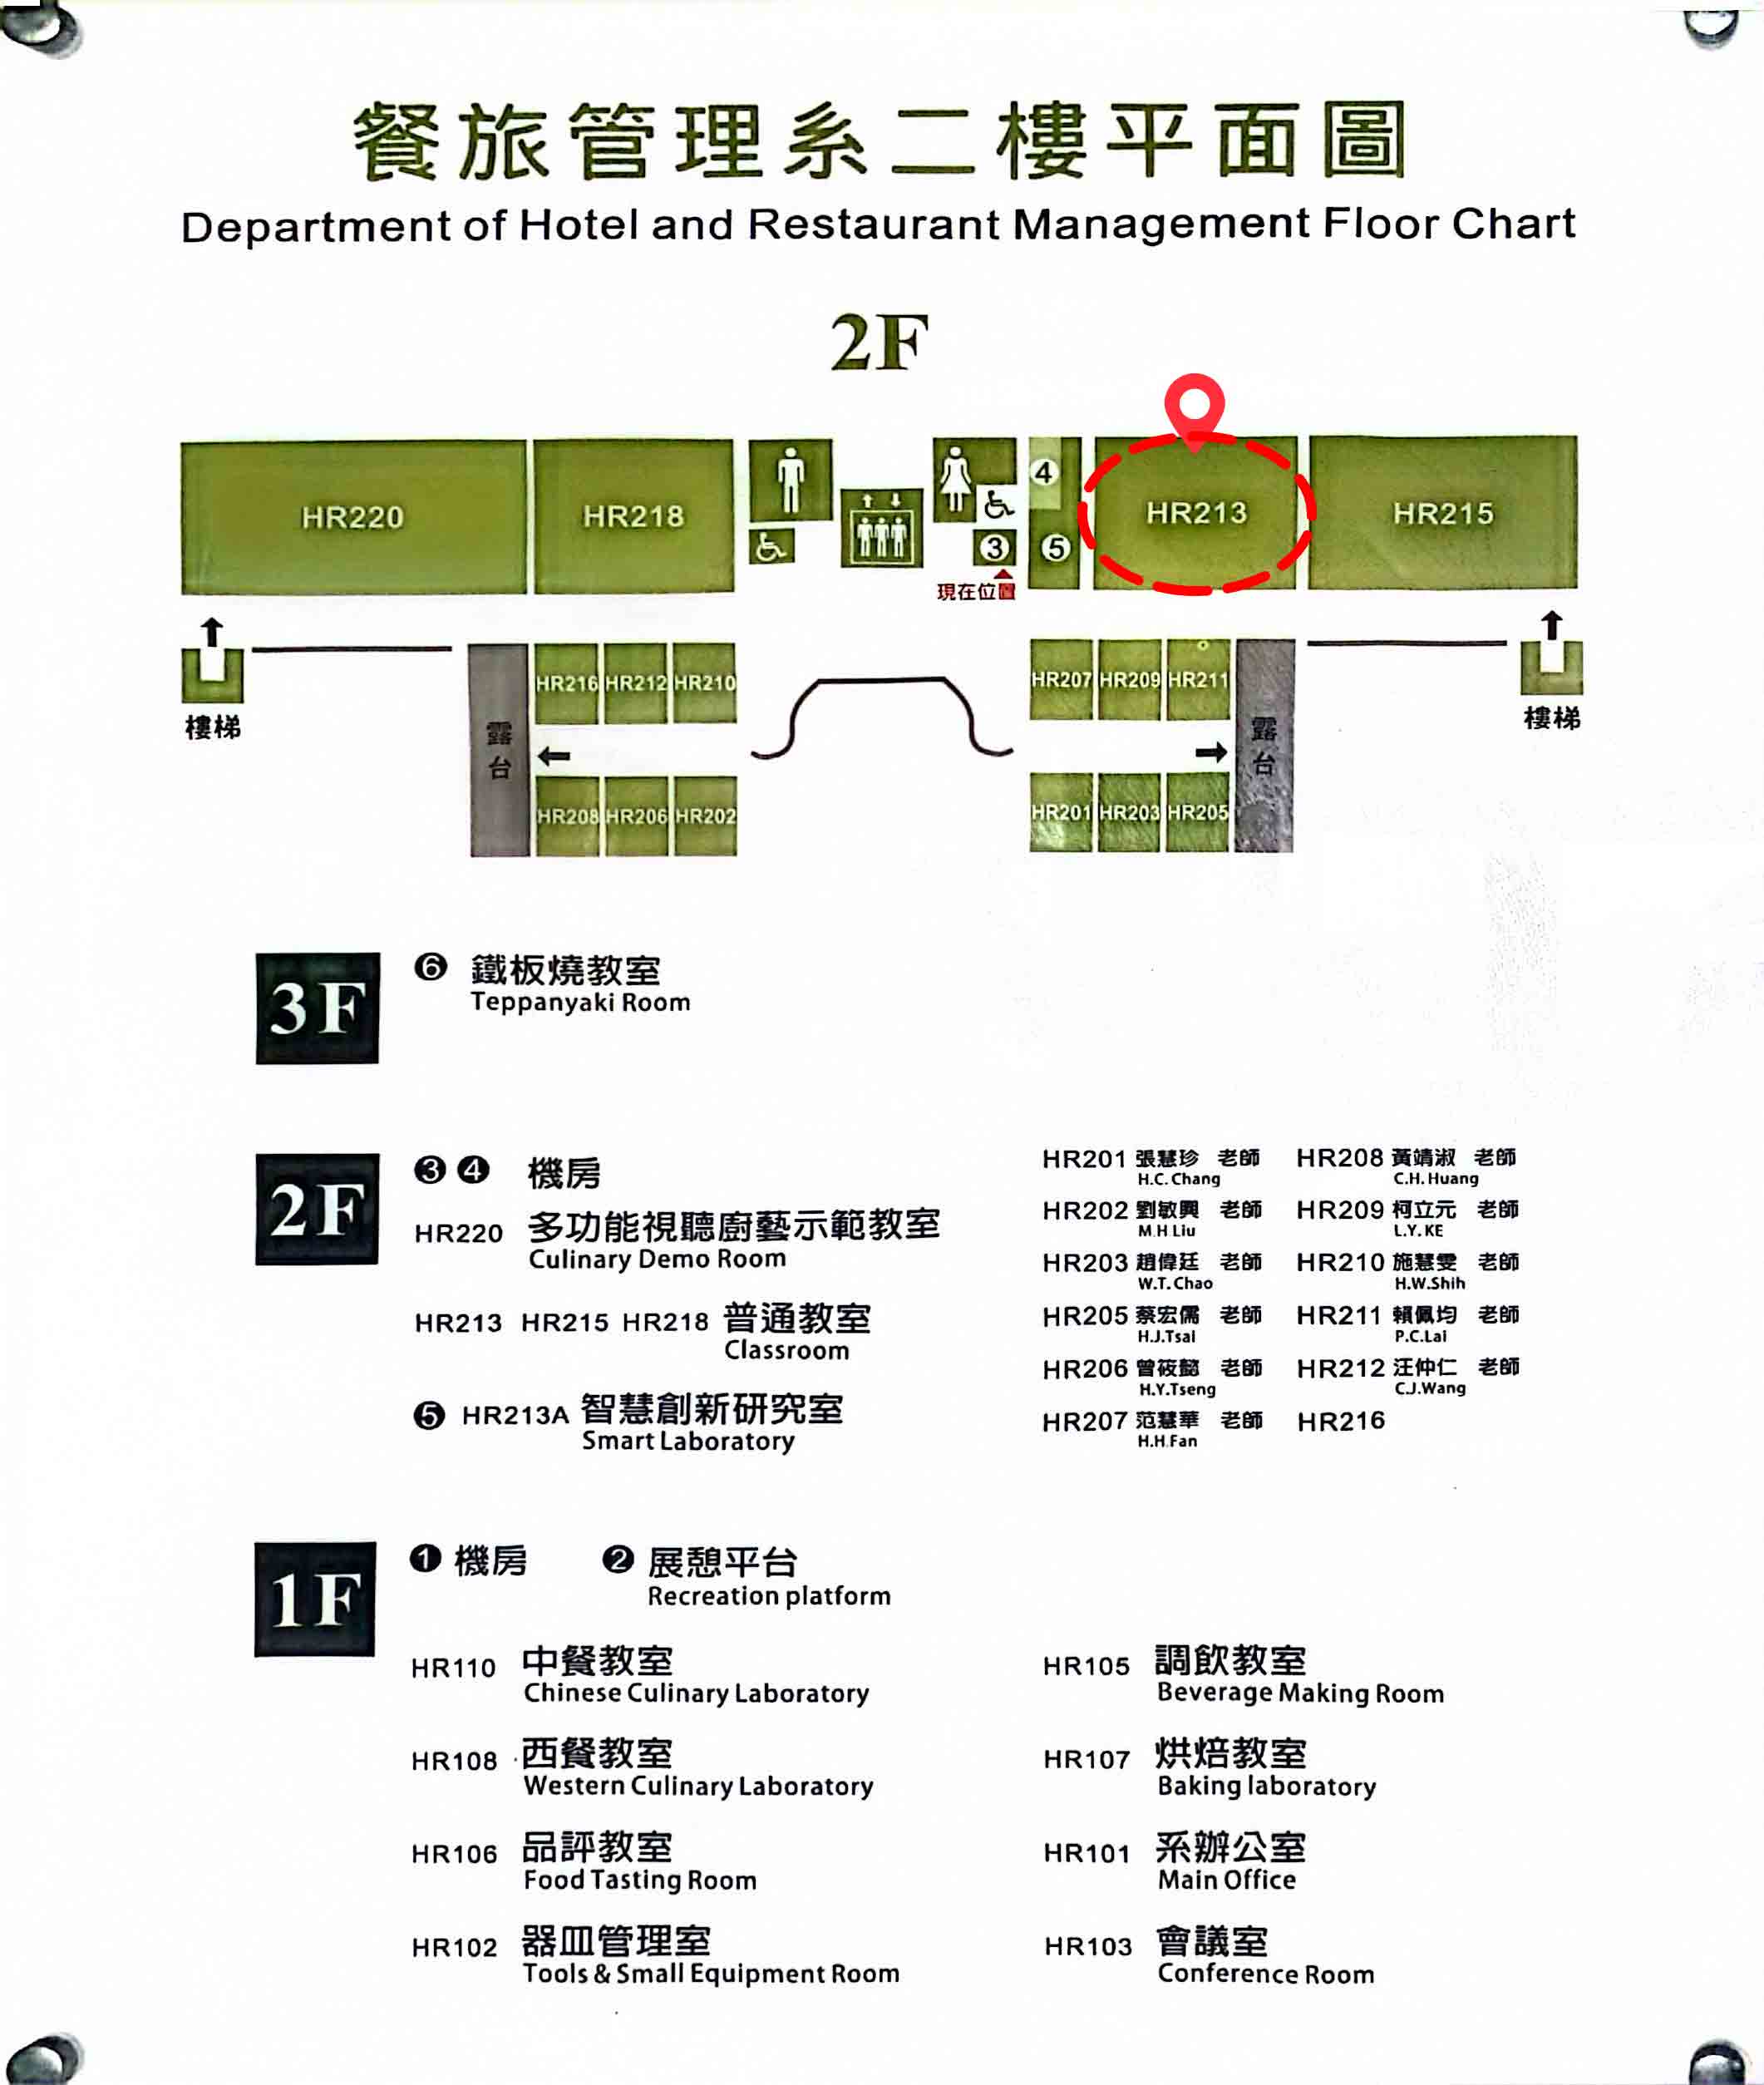 餐旅管理系二樓平面圖
Department of Hotel and Restaurant Management Floor Chart
2F
HR220 HR218 ④ HR213 HR215
③ ⑤
現在位置
HR216 HR212 HR210 HR207 HR209 HR211
樓梯 露台 露台 樓梯
HR208 HR206 HR202 HR201 HR203 HR205
3F
❻ 鐵板燒教室
Teppanyaki Room
2F
❸ ❹ 機房
HR220 多功能視聽廚藝示範教室
Culinary Demo Room
HR213 HR215 HR218 普通教室
Classroom
❺ HR213A 智慧創新研究室
Smart Laboratory
HR201 張慧珍 老師
H.C.Chang
HR202 劉敏興 老師
M.H Liu
HR203 趙偉廷 老師
W.T.Chao
HR205 蔡宏儒 老師
H.J.Tsai
HR206 曾筱懿 老師
H.Y.Tseng
HR207 范慧華 老師
H.H.Fan
HR208 黃靖淑 老師
C.H.Huang
HR209 柯立元 老師
L.Y.KE
HR210 施慧雯 老師
H.W.Shih
HR211 賴佩均 老師
P.C.Lai
HR212 汪仲仁 老師
C.J.Wang
HR216
1F
❶ 機房 ❷ 展憩平台
Recreation platform
HR110 中餐教室
Chinese Culinary Laboratory
HR108 西餐教室
Western Culinary Laboratory
HR106 品評教室
Food Tasting Room
HR102 器皿管理室
Tools & Small Equipment Room
HR105 調飲教室
Beverage Making Room
HR107 烘焙教室
Baking laboratory
HR101 系辦公室
Main Office
HR103 會議室
Conference Room